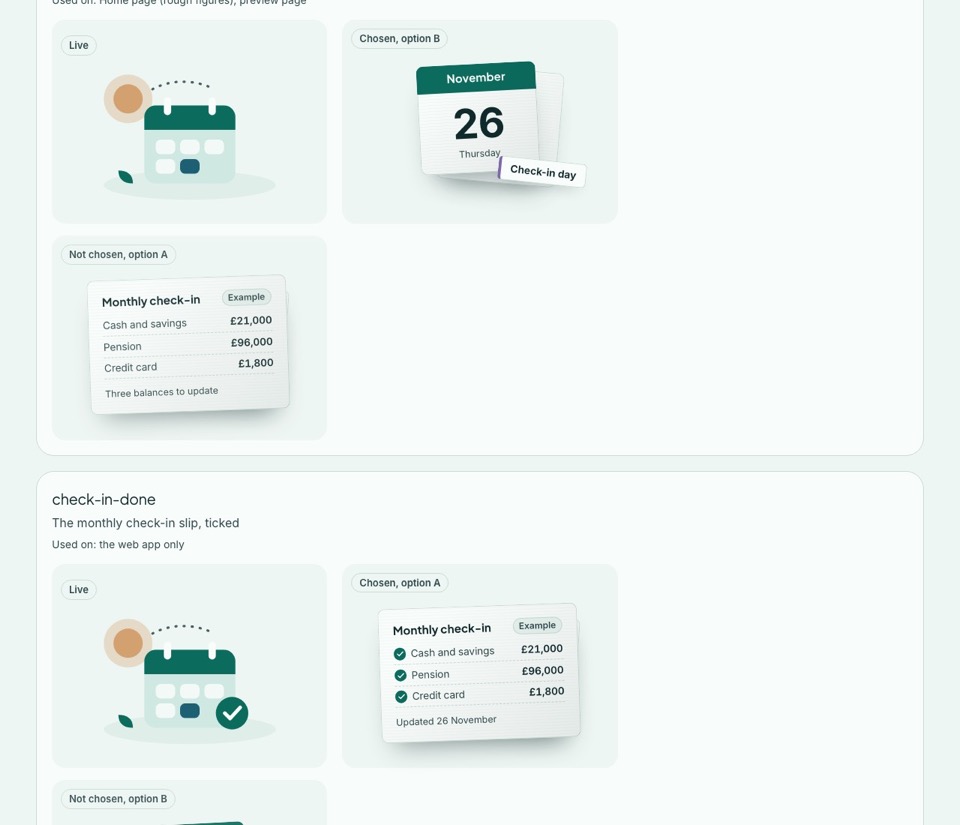 Used on: Home page (rough figures), preview page
Live
Chosen, option B
November
26
Thursday
Check-in day
Not chosen, option A
Monthly check-in
Example
Cash and savings £21,000
Pension £96,000
Credit card £1,800
Three balances to update
check-in-done
The monthly check-in slip, ticked
Used on: the web app only
Live
Chosen, option A
Monthly check-in
Example
Cash and savings £21,000
Pension £96,000
Credit card £1,800
Updated 26 November
Not chosen, option B